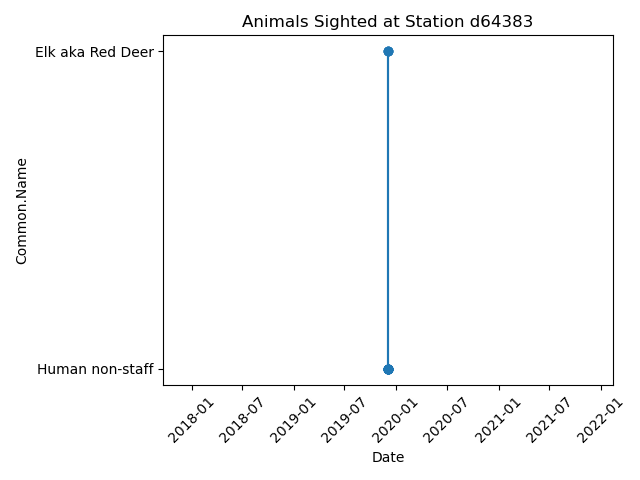 Animals Sighted at Station d64383
Elk aka Red Deer
Common.Name
Human non-staff
2018-01
2018-07
2019-01
2019-07
2020-01
2020-07
2021-01
2021-07
2022-01
Date